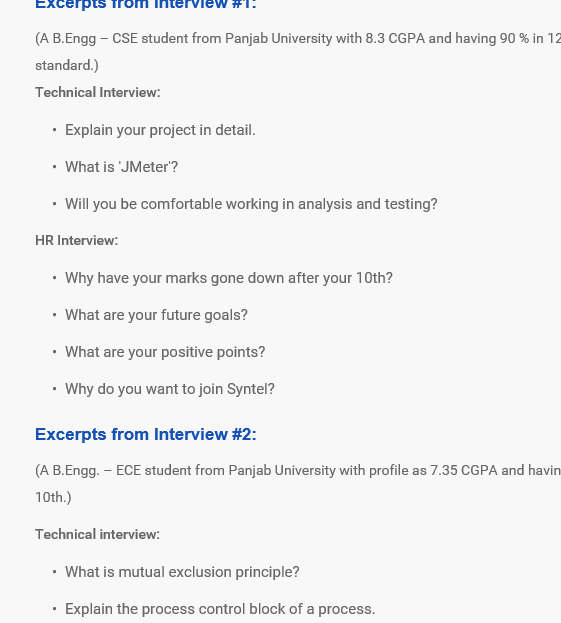 Excerpts from Interview #1:
(A B.Engg – CSE student from Panjab University with 8.3 CGPA and having 90 % in 12
standard.)
Technical Interview:
• Explain your project in detail.
• What is 'JMeter'?
• Will you be comfortable working in analysis and testing?
HR Interview:
• Why have your marks gone down after your 10th?
• What are your future goals?
• What are your positive points?
• Why do you want to join Syntel?
Excerpts from Interview #2:
(A B.Engg. – ECE student from Panjab University with profile as 7.35 CGPA and havin
10th.)
Technical interview:
• What is mutual exclusion principle?
• Explain the process control block of a process.